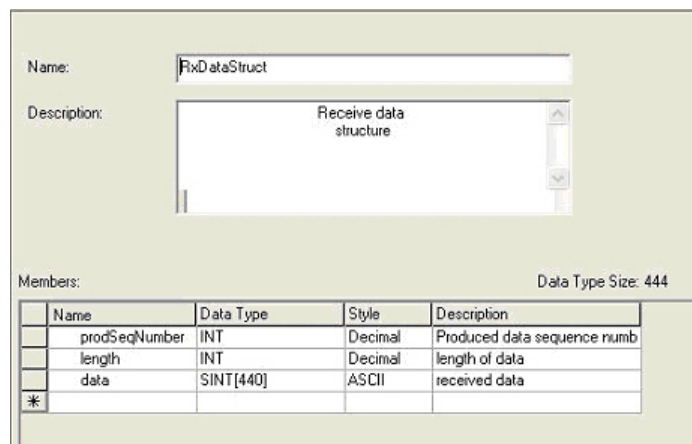 Name: RxDataStruct
Description: Receive data
structure
Members: Data Type Size: 444
Name Data Type Style Description
prodSeqNumber INT Decimal Produced data sequence numb
length INT Decimal length of data
data SINT[440] ASCII received data
*